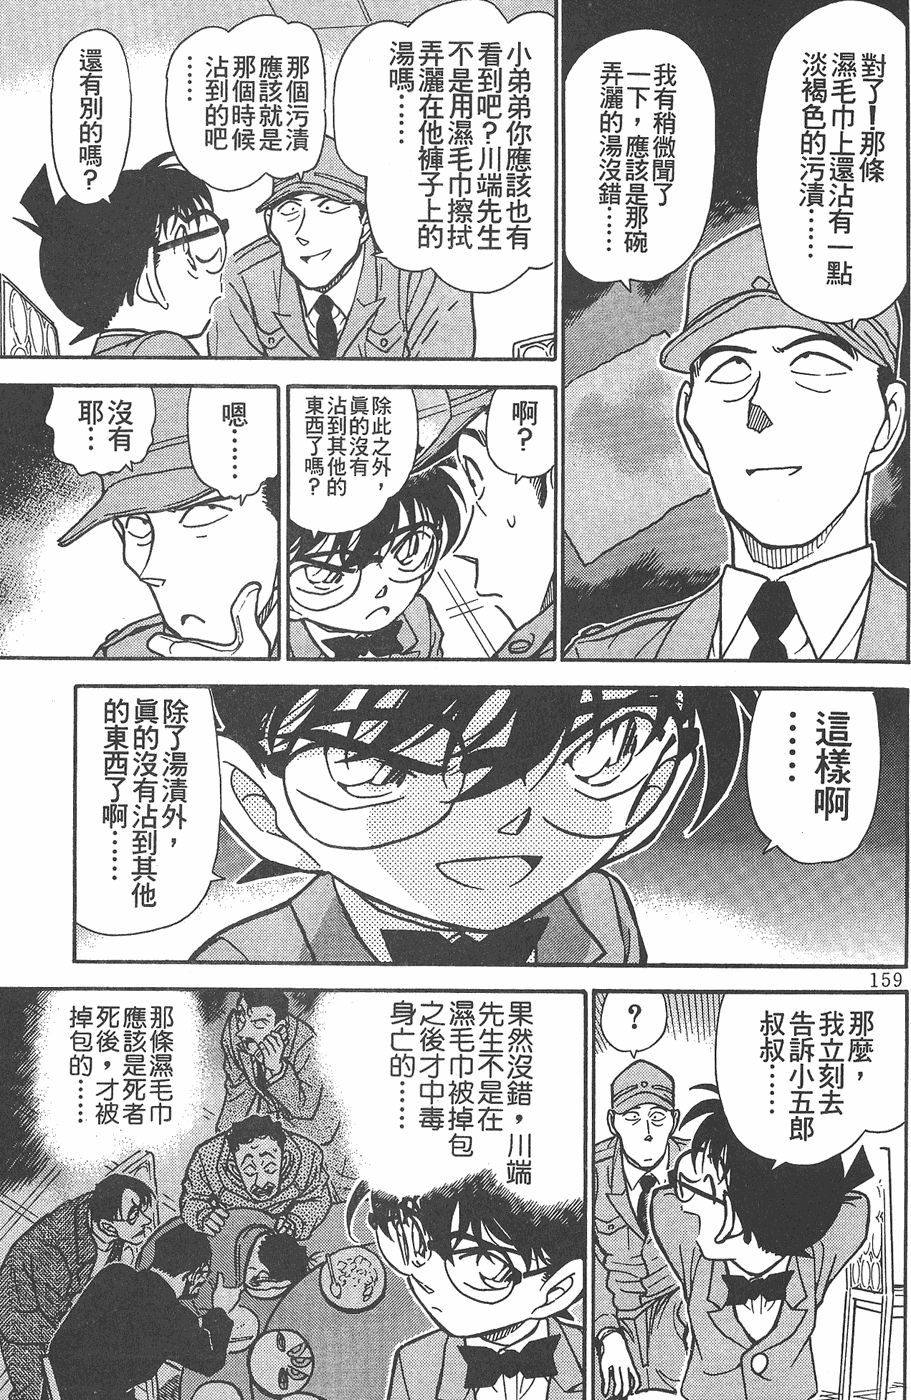 對了!那條
濕毛巾上還沾有一點
淡褐色的污漬……
我有稍微聞了
一下,應該是那碗
弄灑的湯沒錯……
小弟弟你應該也有
看到吧?川端先生
不是用濕毛巾擦拭
弄灑在他褲子上的
湯嗎……
那個污漬
應該就是
那個時候
沾到的吧
……
還有別的嗎?
啊?
除此之外,
真的沒有
沾到其他的
東西了嗎?
嗯……
沒有
耶…
這樣啊
……
除了湯漬外,
真的沒有沾到其他
的東西了啊……
159
那麼,
我立刻去
告訴小五郎
叔叔……
?
果然沒錯,川端
先生不是在
濕毛巾被掉包
之後才中毒
身亡的……
那條濕毛巾
應該是死者
死後,才被
掉包的…